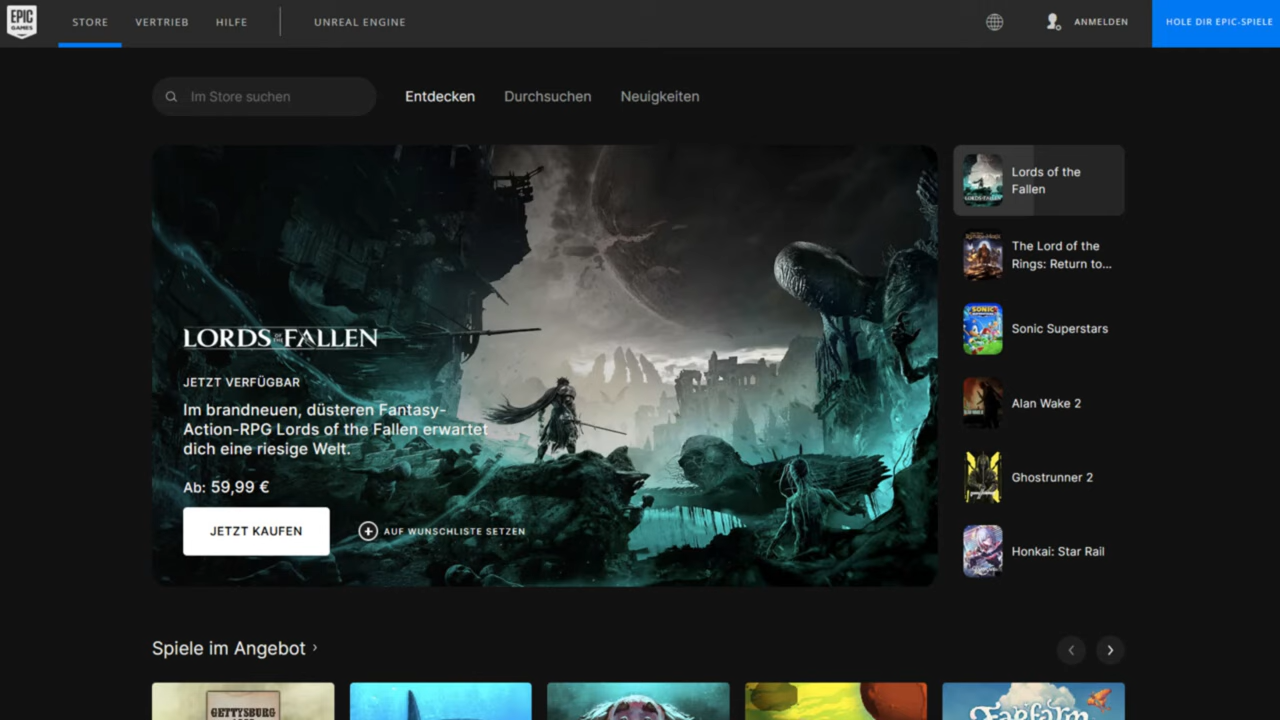 EPIC
GAMES
STORE
VERTRIEB
HILFE
UNREAL ENGINE
ANMELDEN
HOLE DIR EPIC-SPIELE
Im Store suchen
Entdecken
Durchsuchen
Neuigkeiten
LORDS OF THE FALLEN
JETZT VERFÜGBAR
Im brandneuen, düsteren Fantasy-
Action-RPG Lords of the Fallen erwartet
dich eine riesige Welt.
Ab: 59,99 €
JETZT KAUFEN
AUF WUNSCHLISTE SETZEN
Lords of the
Fallen
The Lord of the
Rings: Return to...
SONIC
Sonic Superstars
Alan Wake 2
Ghostrunner 2
Honkai: Star Rail
Spiele im Angebot
GETTYSBURG
Faefarm